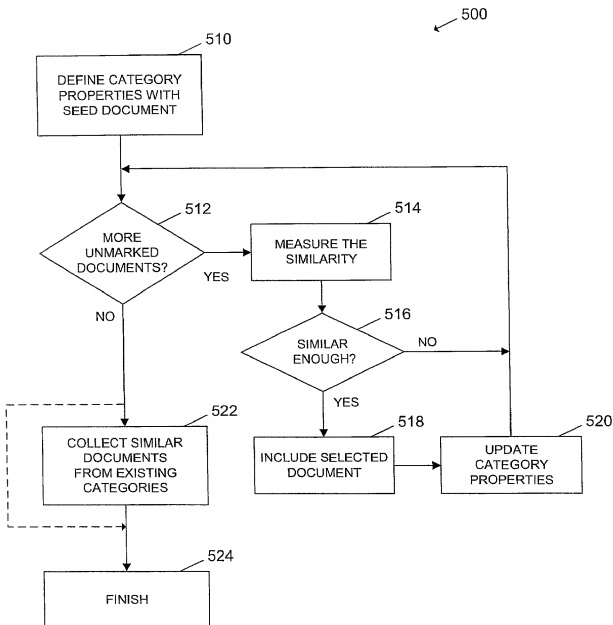 500
510
DEFINE CATEGORY
PROPERTIES WITH
SEED DOCUMENT
512
MORE
UNMARKED
DOCUMENTS?
YES
NO
514
MEASURE THE
SIMILARITY
516
SIMILAR
ENOUGH?
NO
YES
518
INCLUDE SELECTED
DOCUMENT
520
UPDATE
CATEGORY
PROPERTIES
522
COLLECT SIMILAR
DOCUMENTS
FROM EXISTING
CATEGORIES
524
FINISH